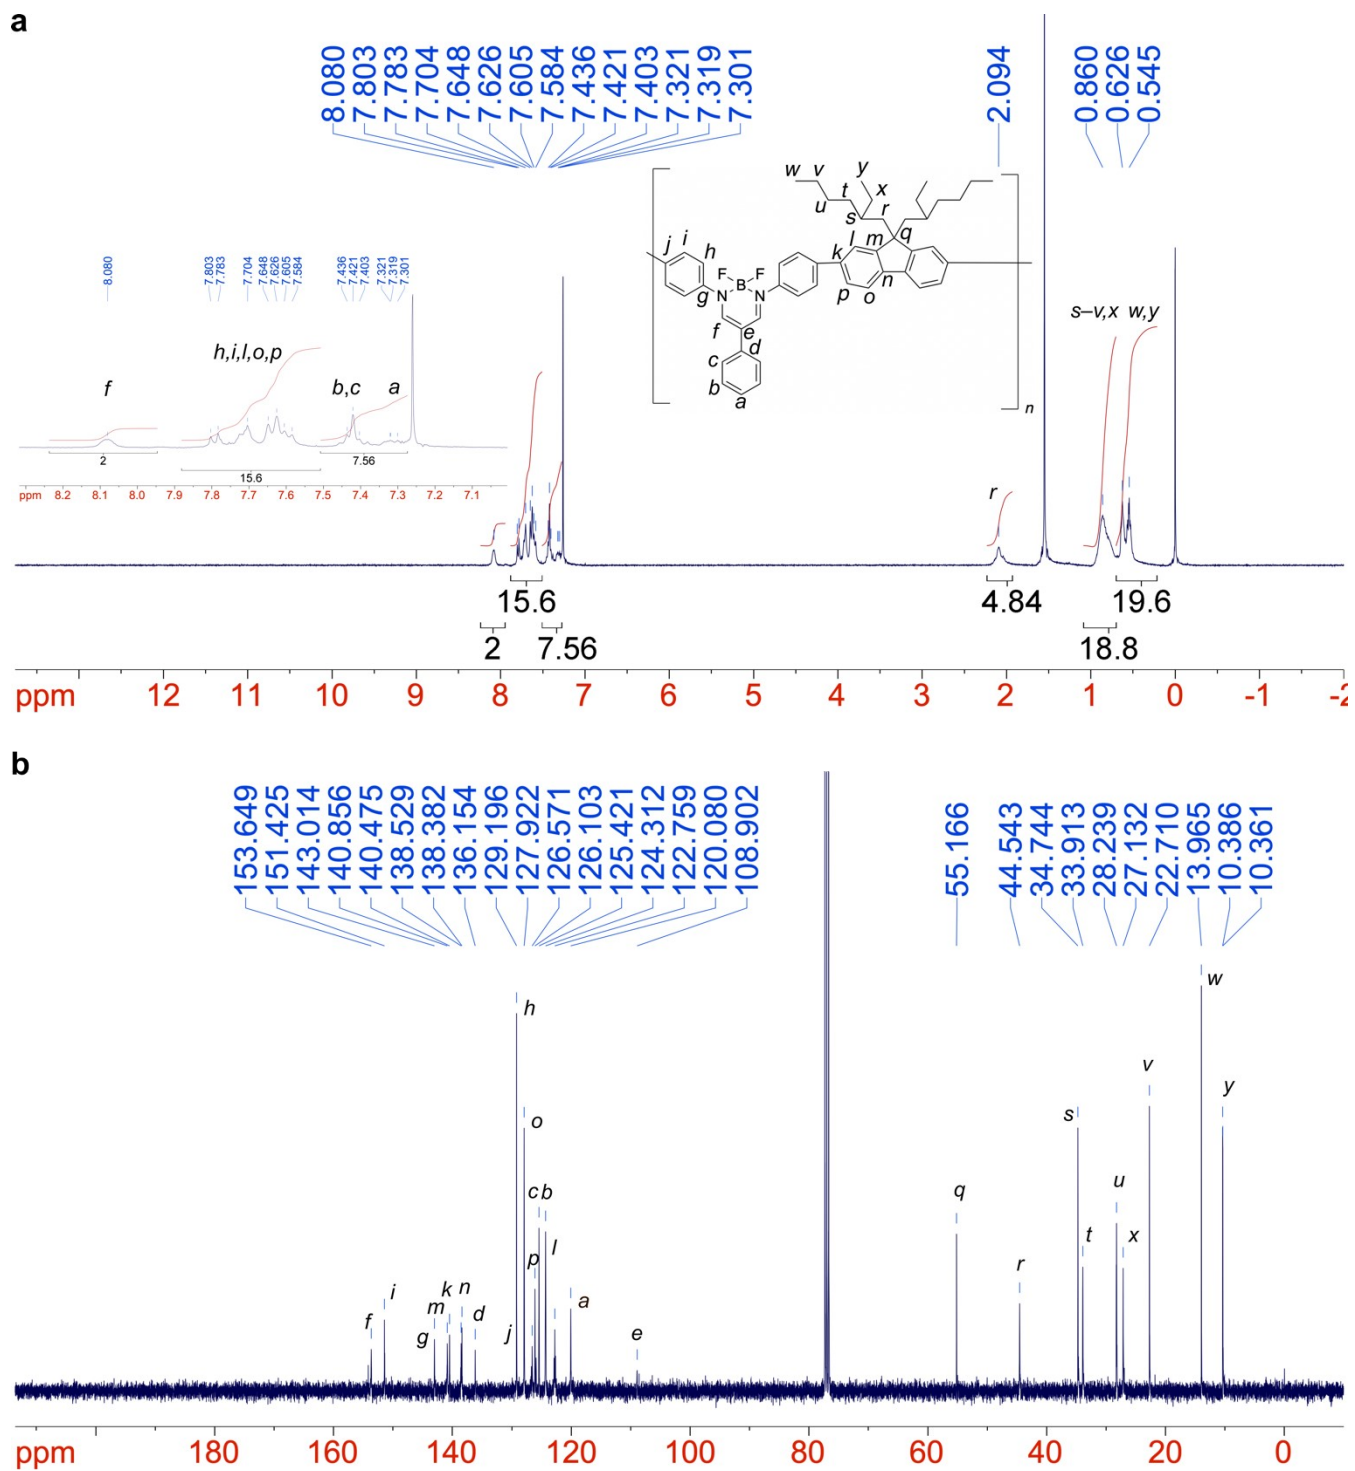 a
8.080
7.803
7.783
7.704
7.648
7.626
7.605
7.584
7.436
7.421
7.403
7.321
7.319
7.301
2.094
0.860
0.626
0.545
w v y
t x
u s r
l m q
j i h k
F F
B
N N
g n
p o
f e
d
c
b
a
n
8.080
7.803
7.783
7.704
7.648
7.626
7.605
7.584
7.436
7.421
7.403
7.321
7.319
7.301
f
h,i,l,o,p
b,c
a
2
15.6
7.56
ppm 8.2 8.1 8.0 7.9 7.8 7.7 7.6 7.5 7.4 7.3 7.2 7.1
r
s–v,x w,y
15.6 4.84 19.6
2 7.56 18.8
ppm 12 11 10 9 8 7 6 5 4 3 2 1 0 -1 -2
b
153.649
151.425
143.014
140.856
140.475
138.529
138.382
136.154
129.196
127.922
126.571
126.103
125.421
124.312
122.759
120.080
108.902
55.166
44.543
34.744
33.913
28.239
27.132
22.710
13.965
10.386
10.361
f
i
g
m
k
n
d
j
h
o
p
c
b
l
a
e
q
r
s
t
u
x
v
w
y
ppm 180 160 140 120 100 80 60 40 20 0